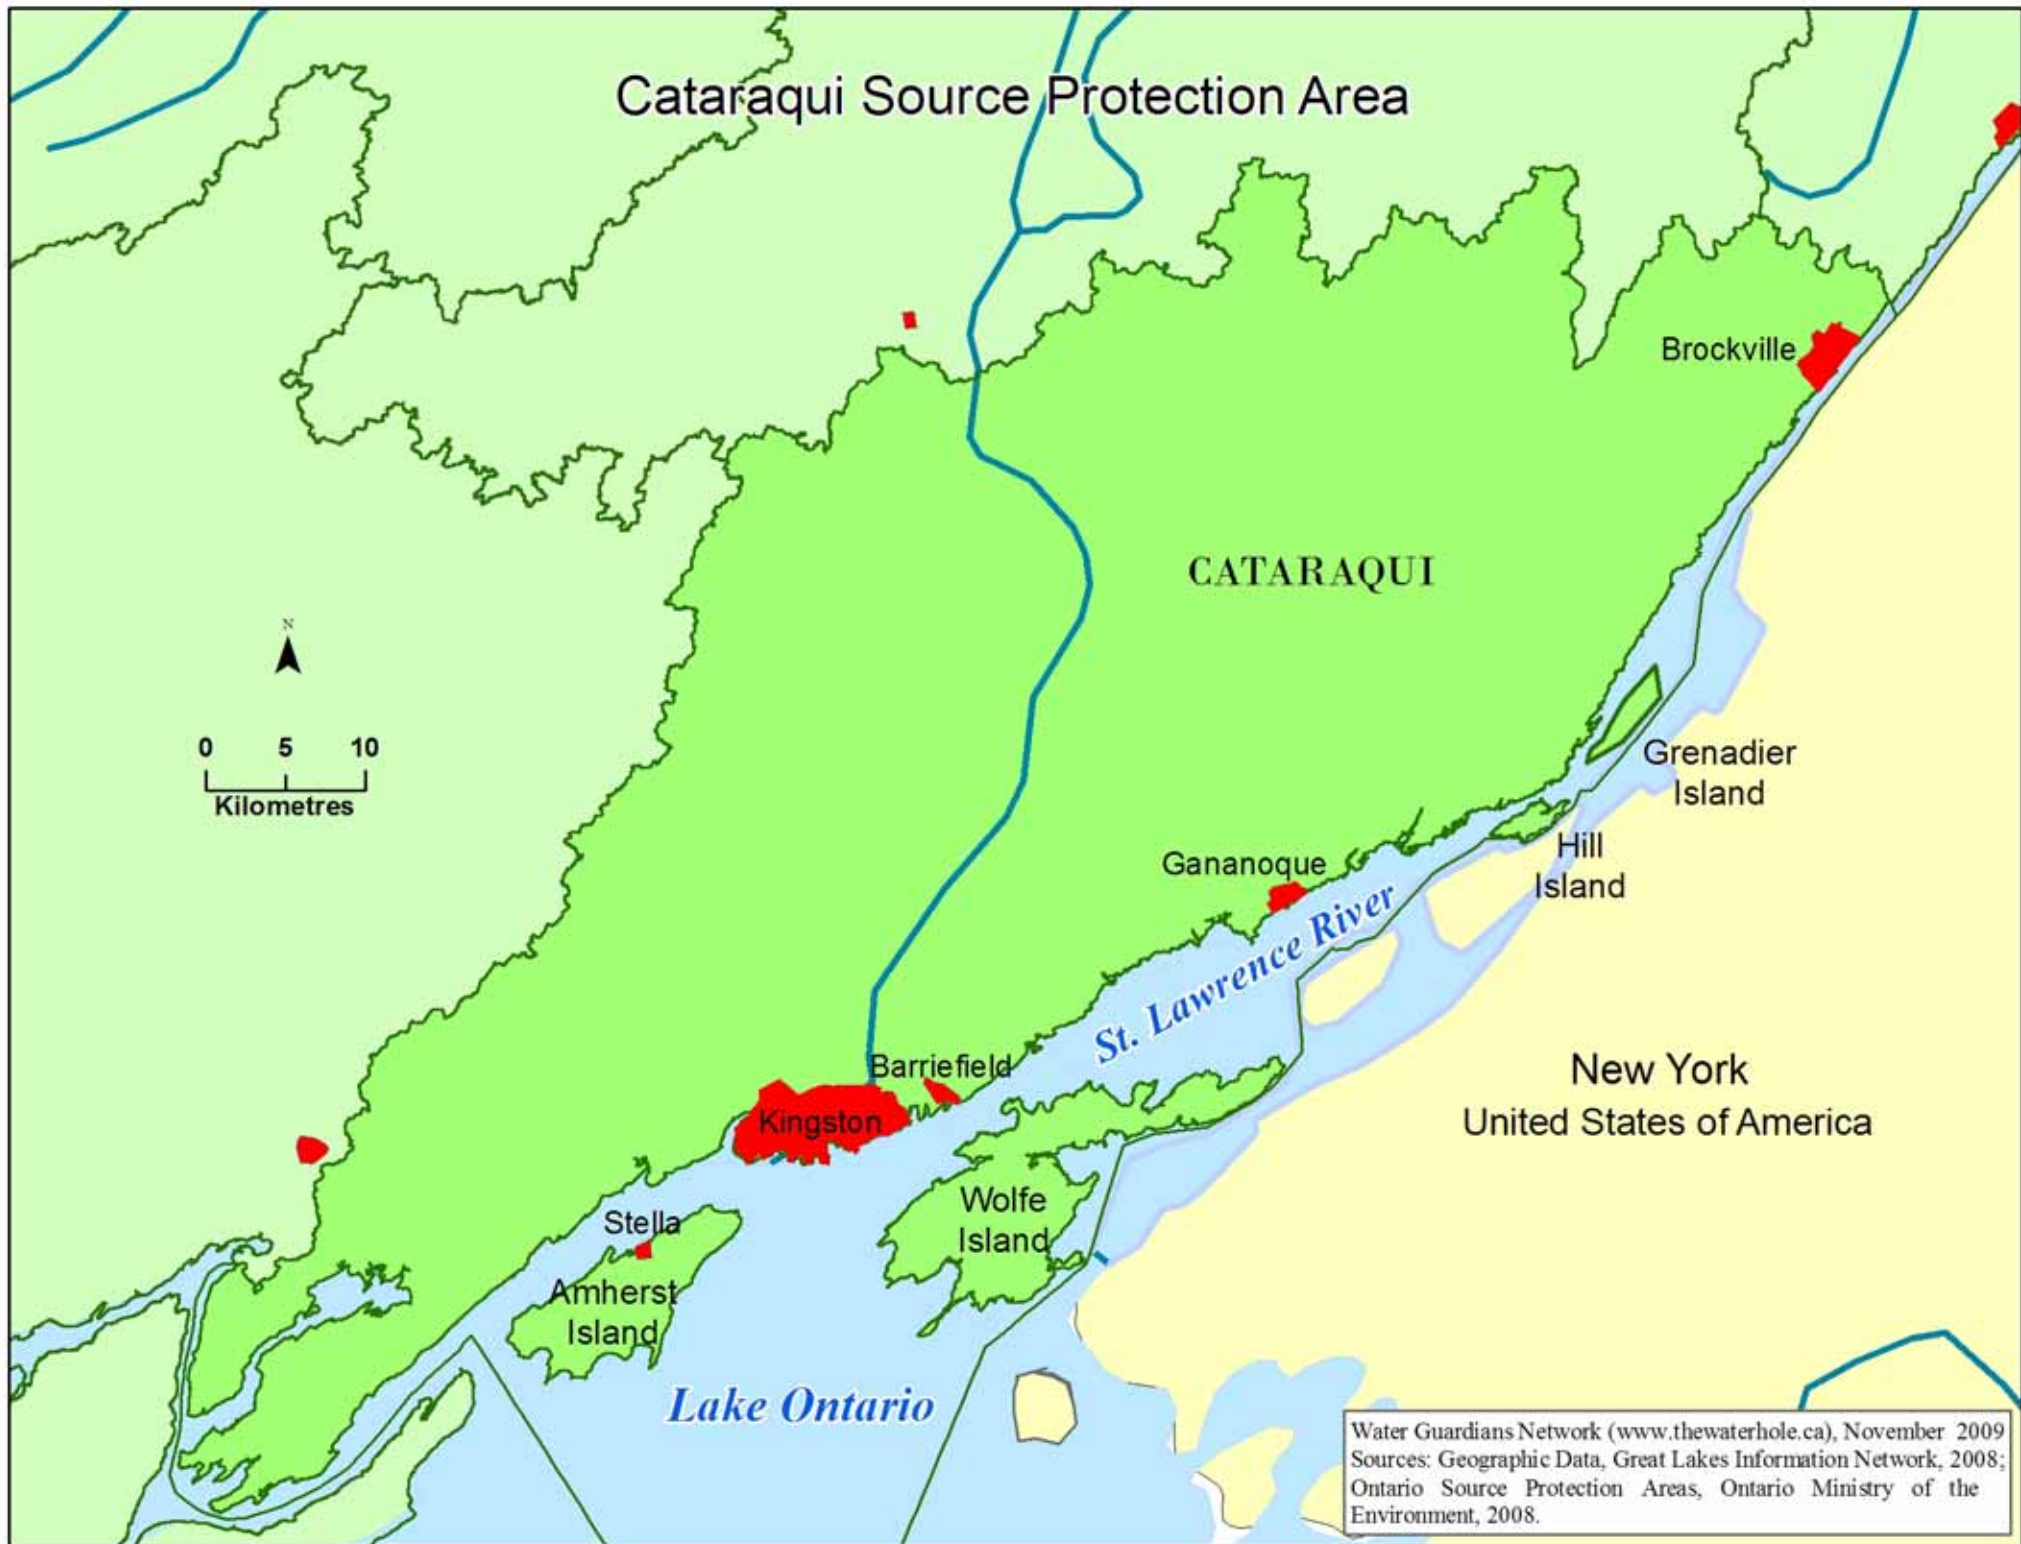 Cataraqui Source Protection Area
Brockville
CATARAQUI
N
0 5 10
Kilometres
Grenadier
Island
Hill
Island
Gananoque
St. Lawrence River
Barriefield
Kingston
New York
United States of America
Wolfe
Island
Stella
Amherst
Island
Lake Ontario
Water Guardians Network (www.thewaterhole.ca), November 2009
Sources: Geographic Data, Great Lakes Information Network, 2008;
Ontario Source Protection Areas, Ontario Ministry of the
Environment, 2008.